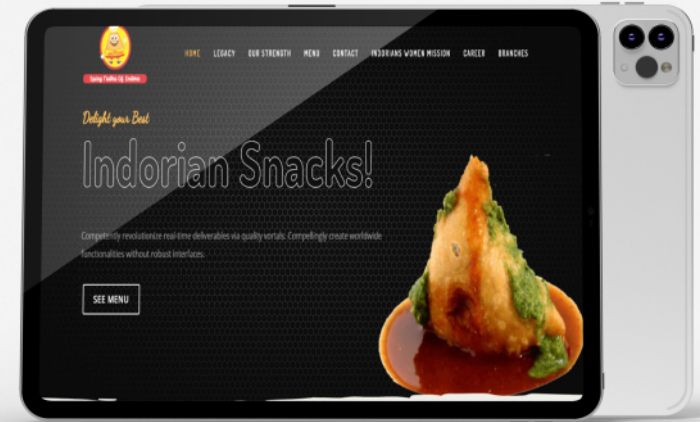 HOME LEGACY OUR STRENGTH MENU CONTACT INDORIANS WOMEN MISSION CAREER BRANCHES
Delight your Best
Indorian Snacks!
Competently revolutionize real-time deliverables via quality vortals. Compellingly create worldwide
functionalities without robust interfaces.
SEE MENU